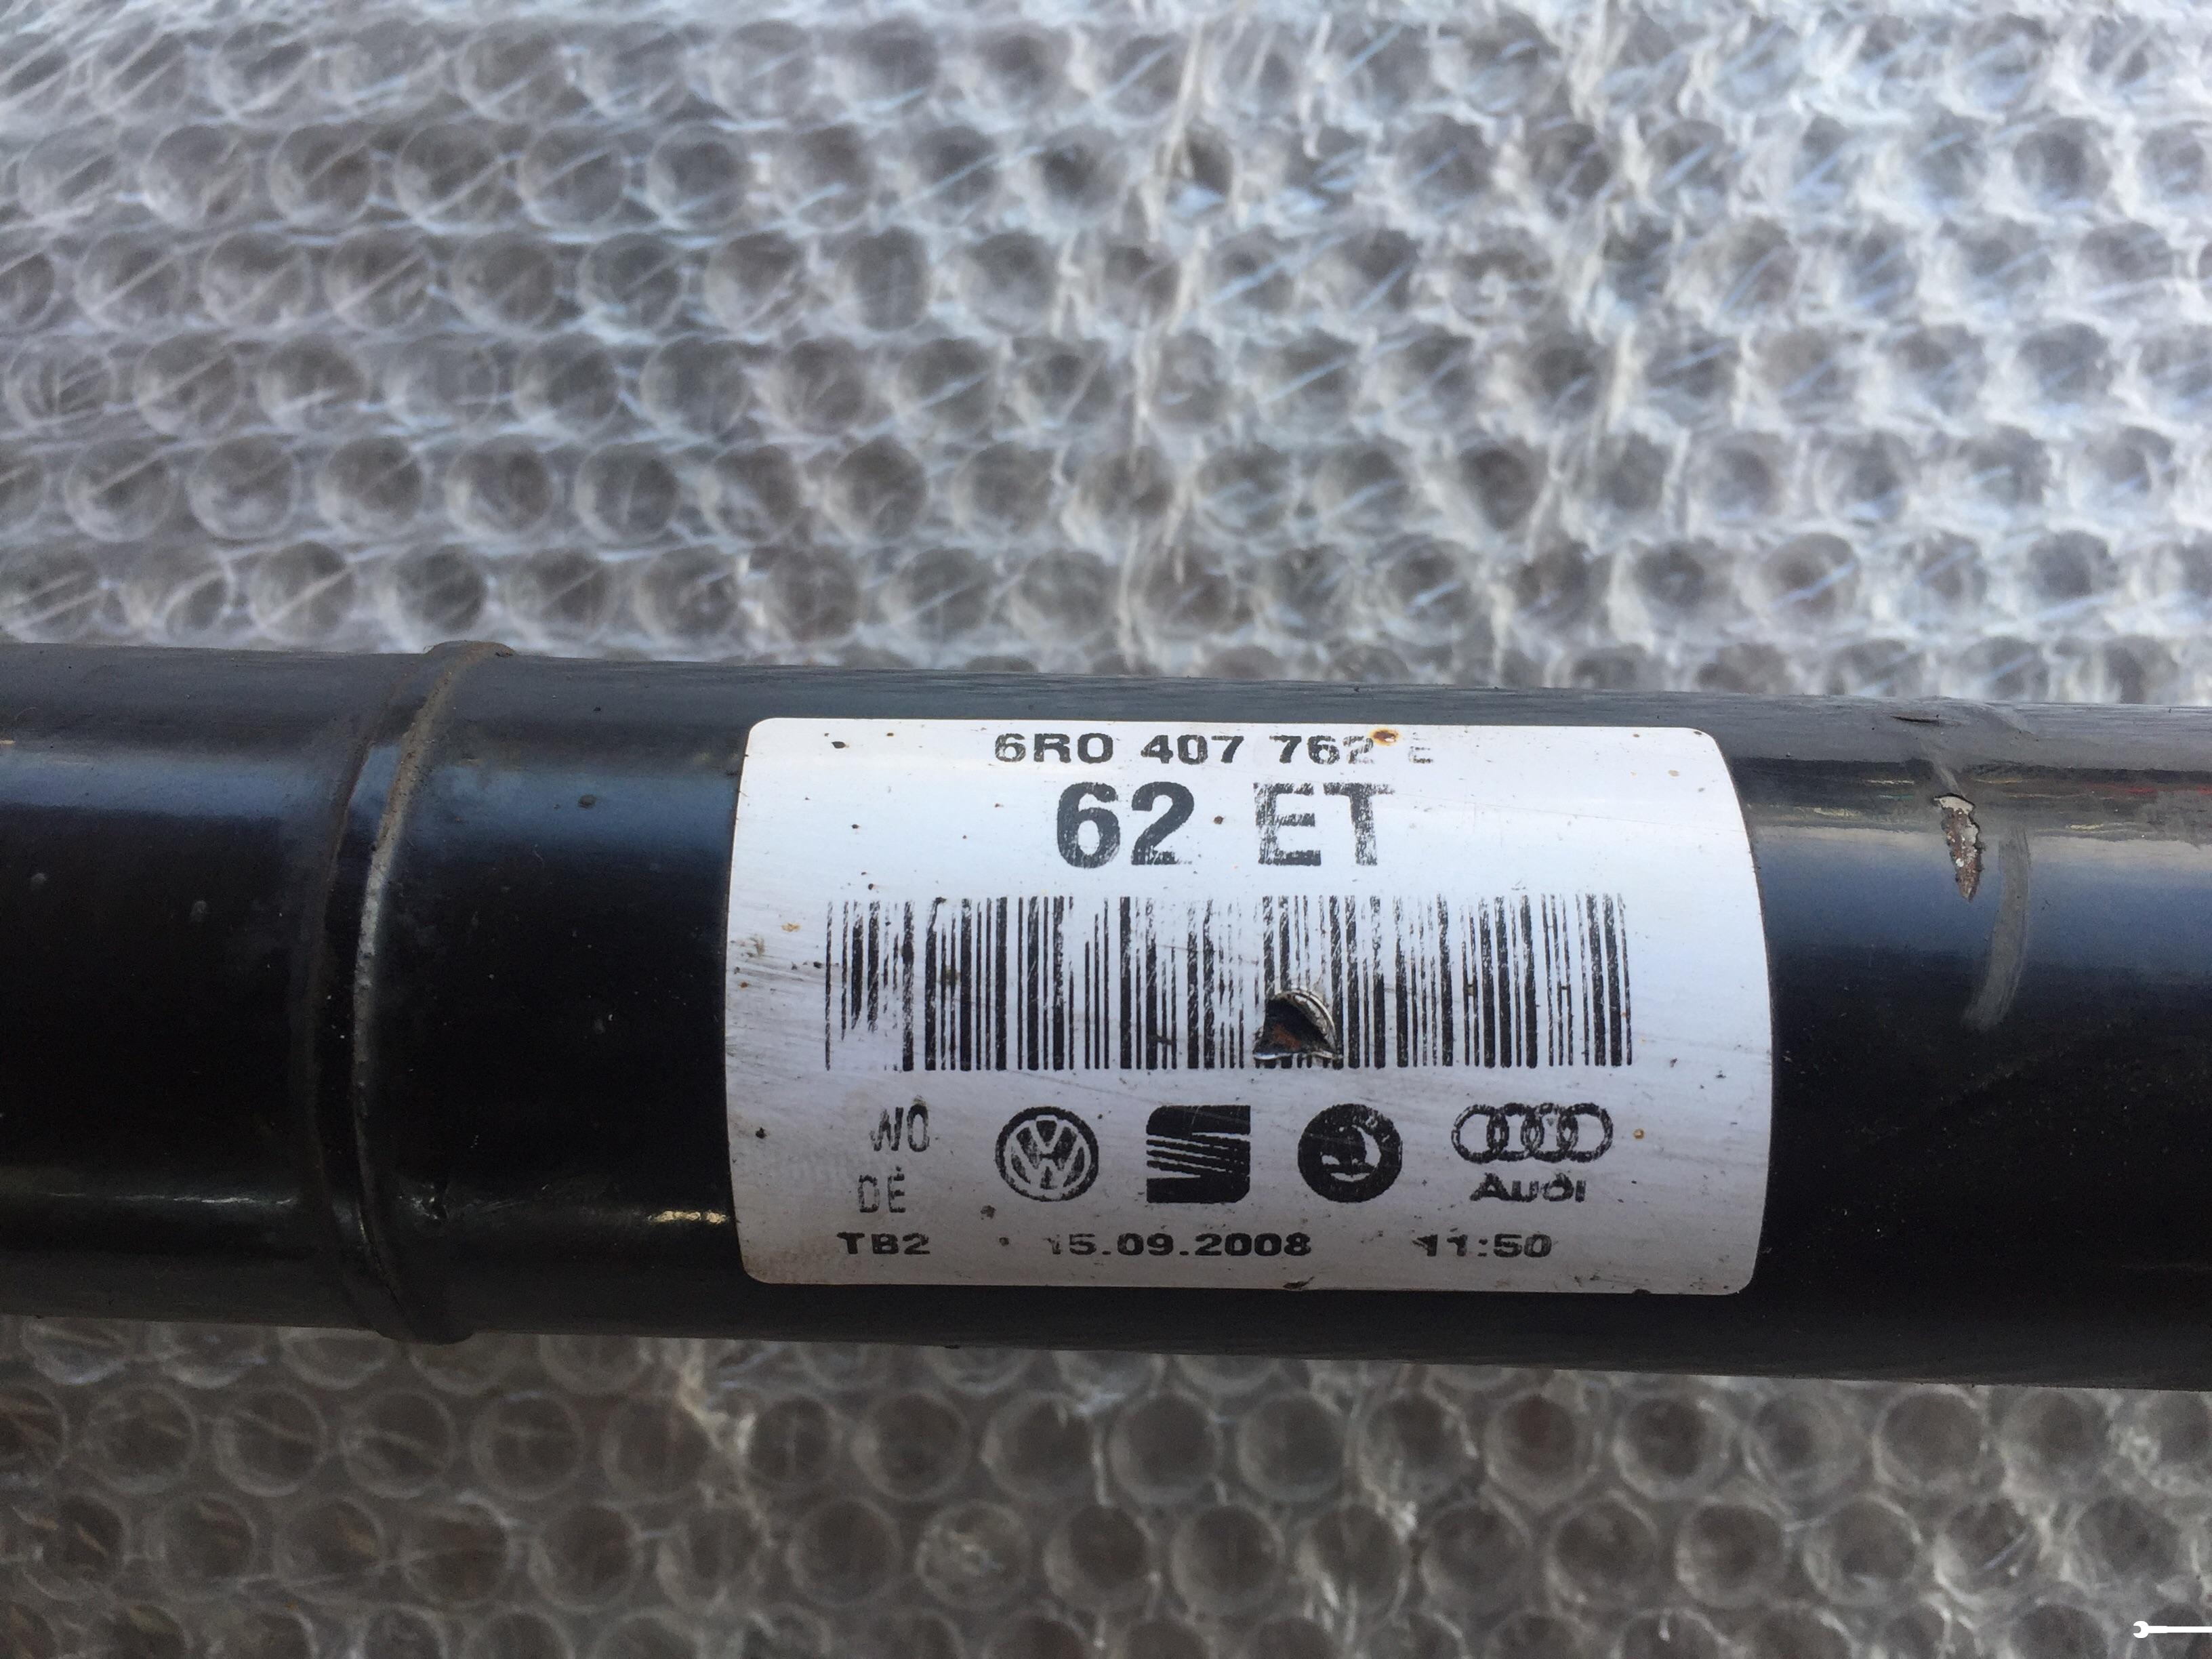 6R0 407 762 E
62 ET
WO
DE
TB2 15.09.2008 11:50
Audi